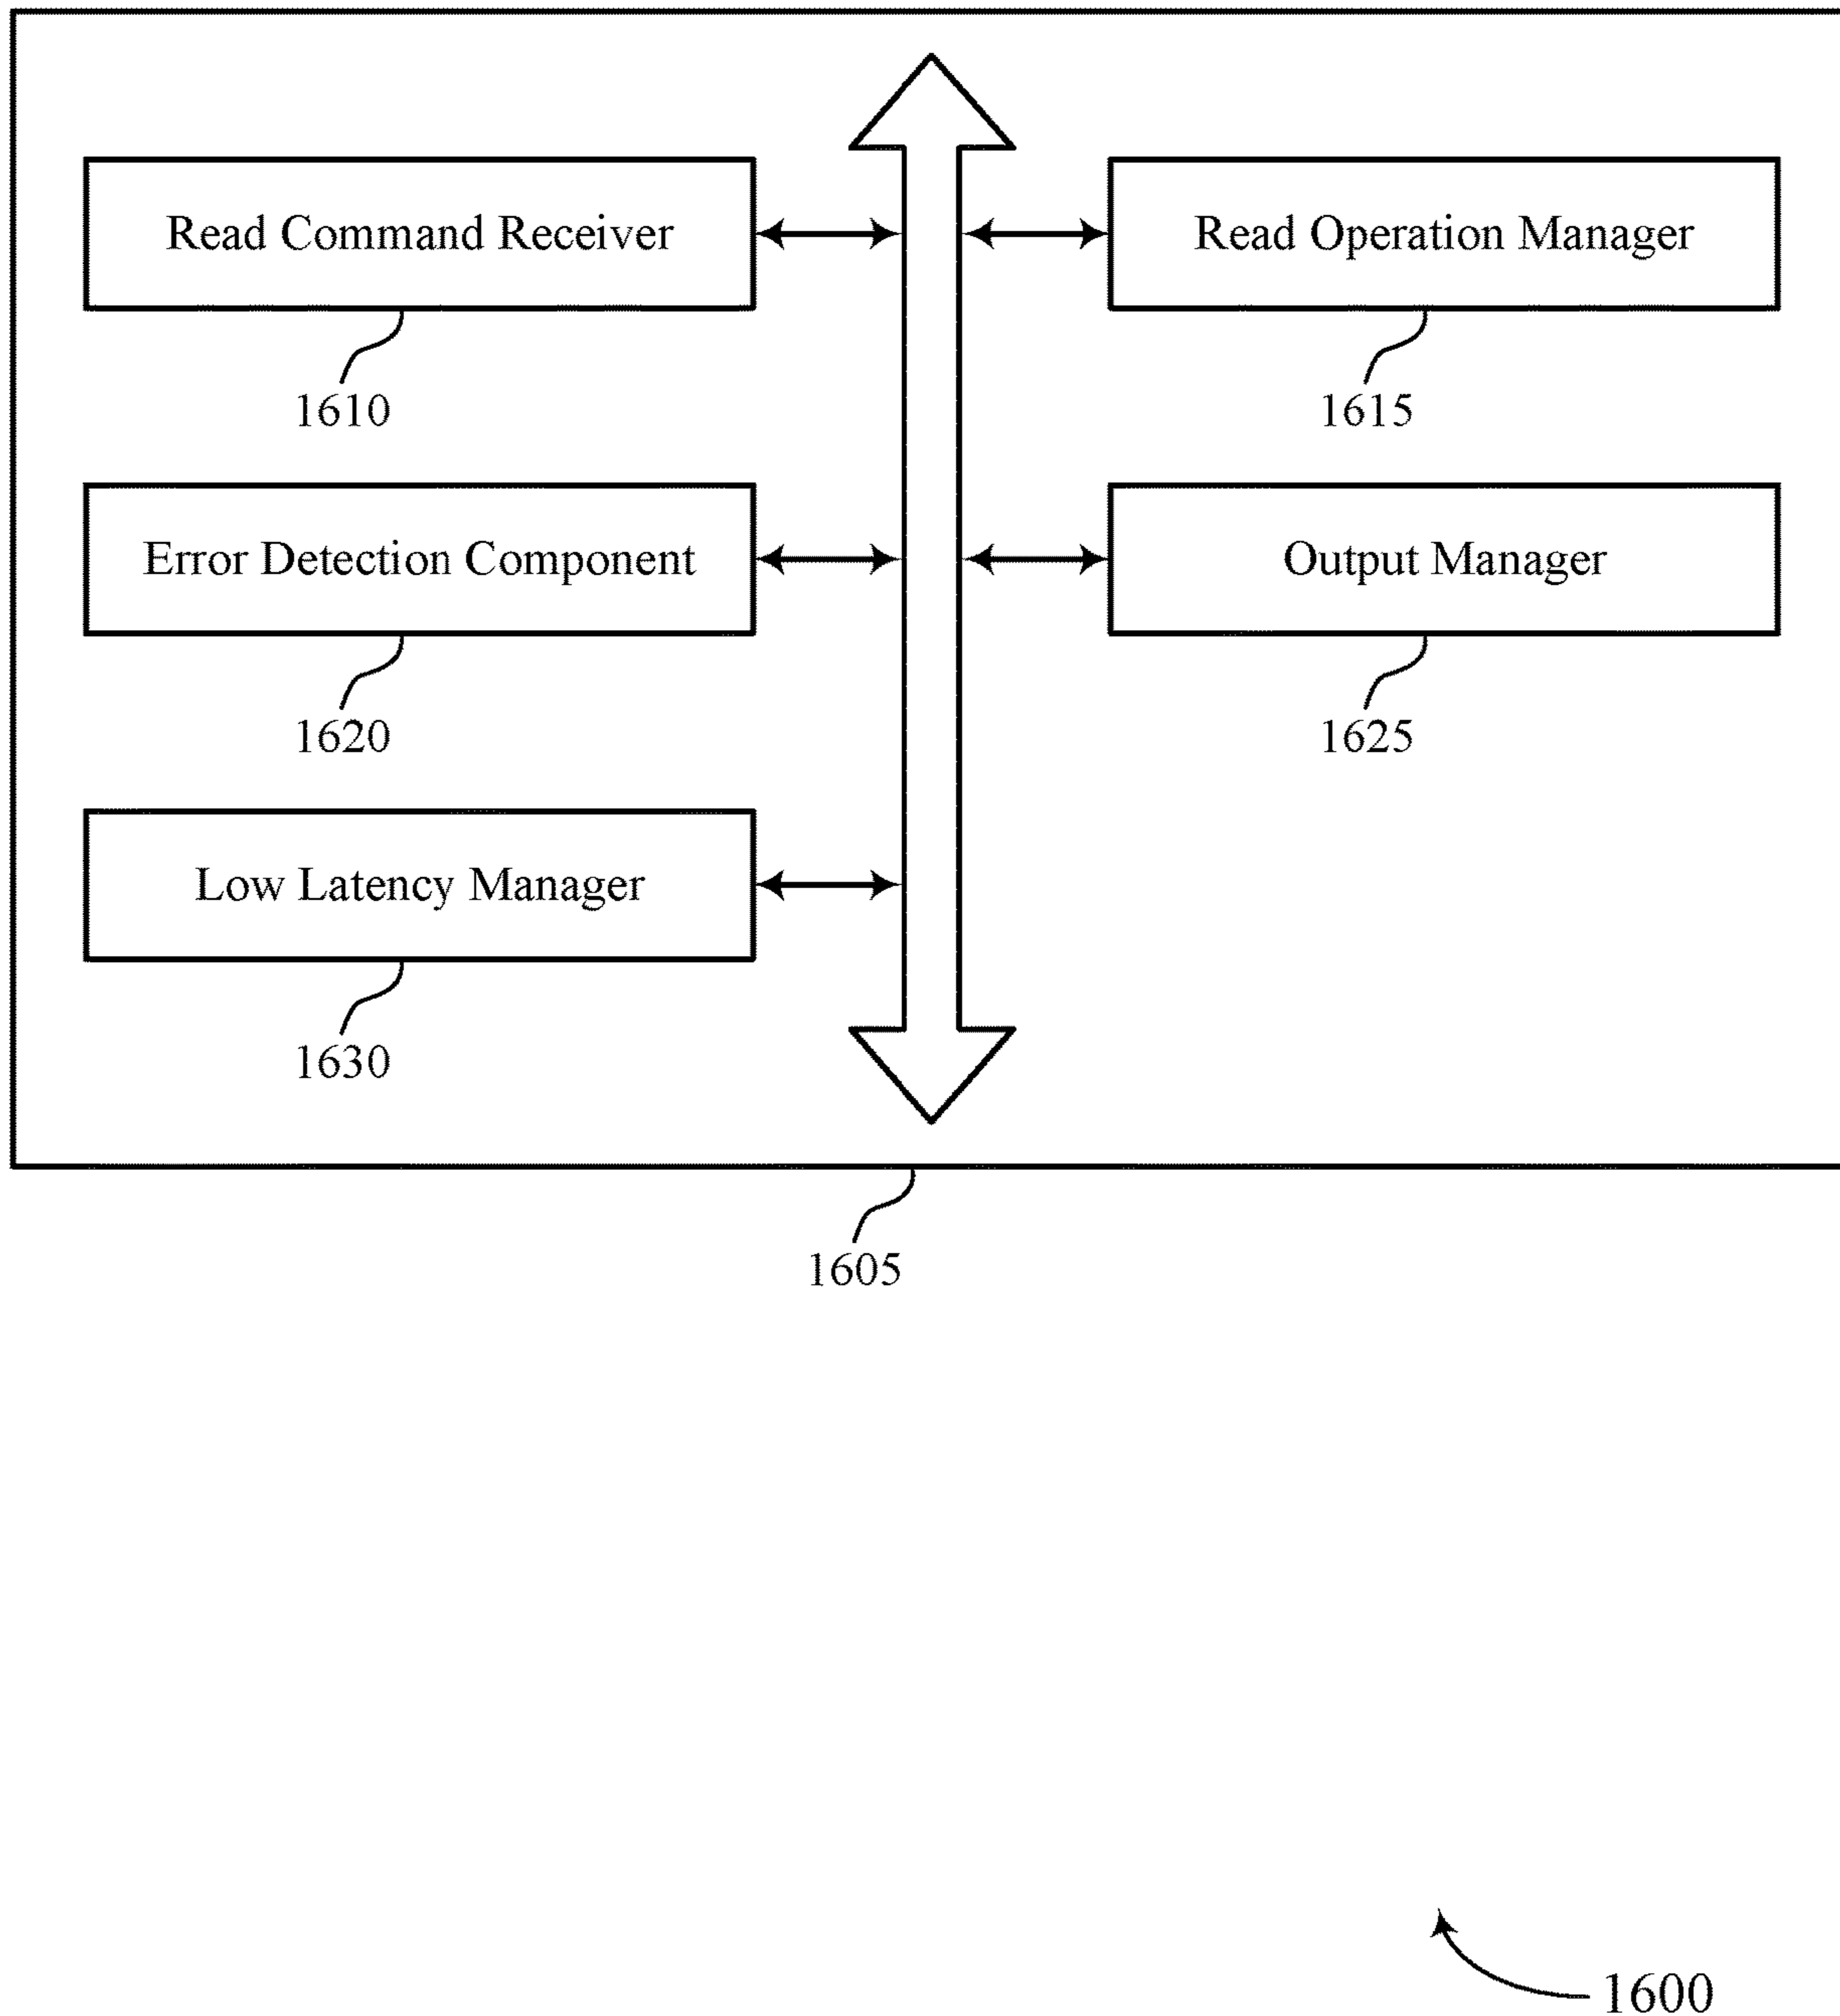 Read Command Receiver
Read Operation Manager
1610
1615
Error Detection Component
Output Manager
1620
1625
Low Latency Manager
1630
1605
1600